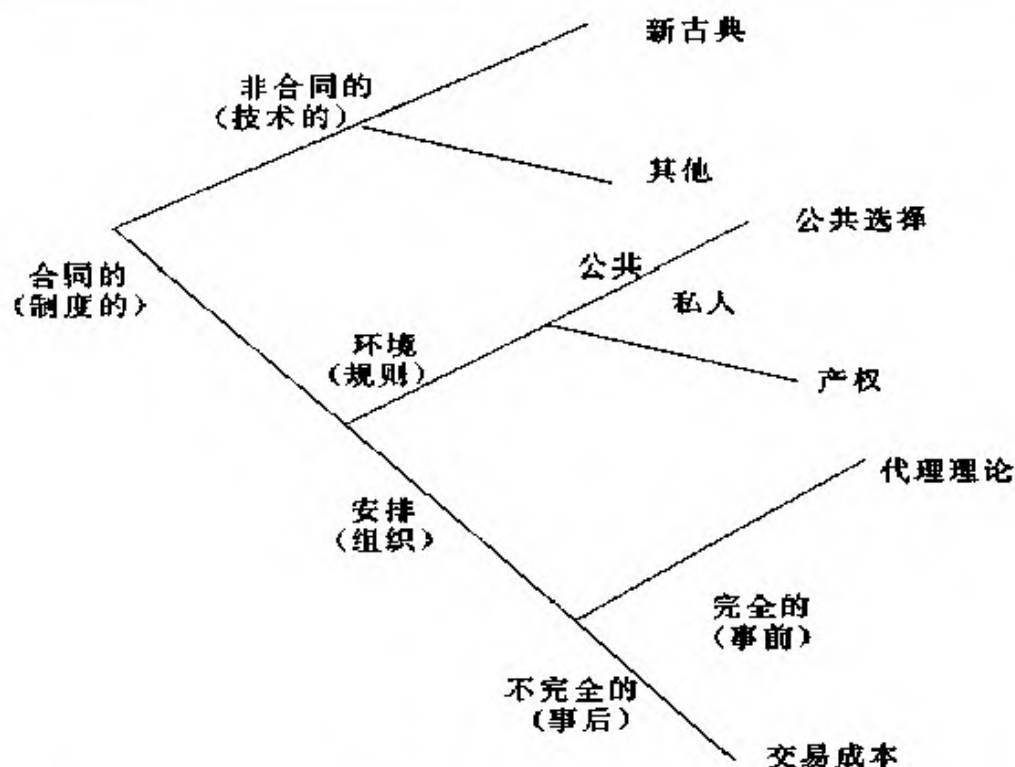 新古典
非合同的
(技术的)
其他
公共选择
公共
合同的
(制度的)
私人
环境
(规则)
产权
代理理论
安排
(组织)
完全的
(事前)
不完全的
(事后)
交易成本